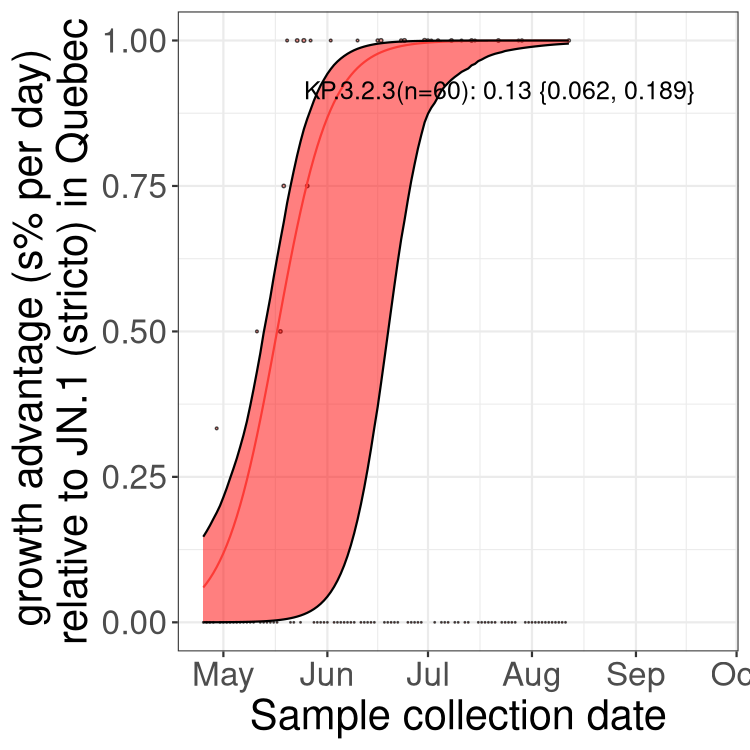 growth advantage (s% per day)
relative to JN.1 (stricto) in Quebec
1.00
0.75
0.50
0.25
0.00
KP.3.2.3(n=60): 0.13 {0.062, 0.189}
May Jun Jul Aug Sep Oc
Sample collection date